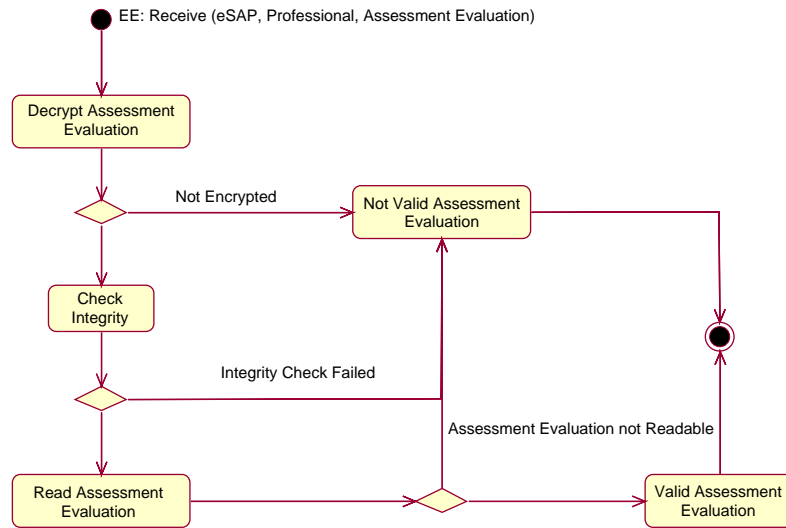 EE: Receive (eSAP, Professional, Assessment Evaluation)
Decrypt Assessment
Evaluation
Not Encrypted
Not Valid Assessment
Evaluation
Check
Integrity
Integrity Check Failed
Assessment Evaluation not Readable
Read Assessment
Evaluation
Valid Assessment
Evaluation